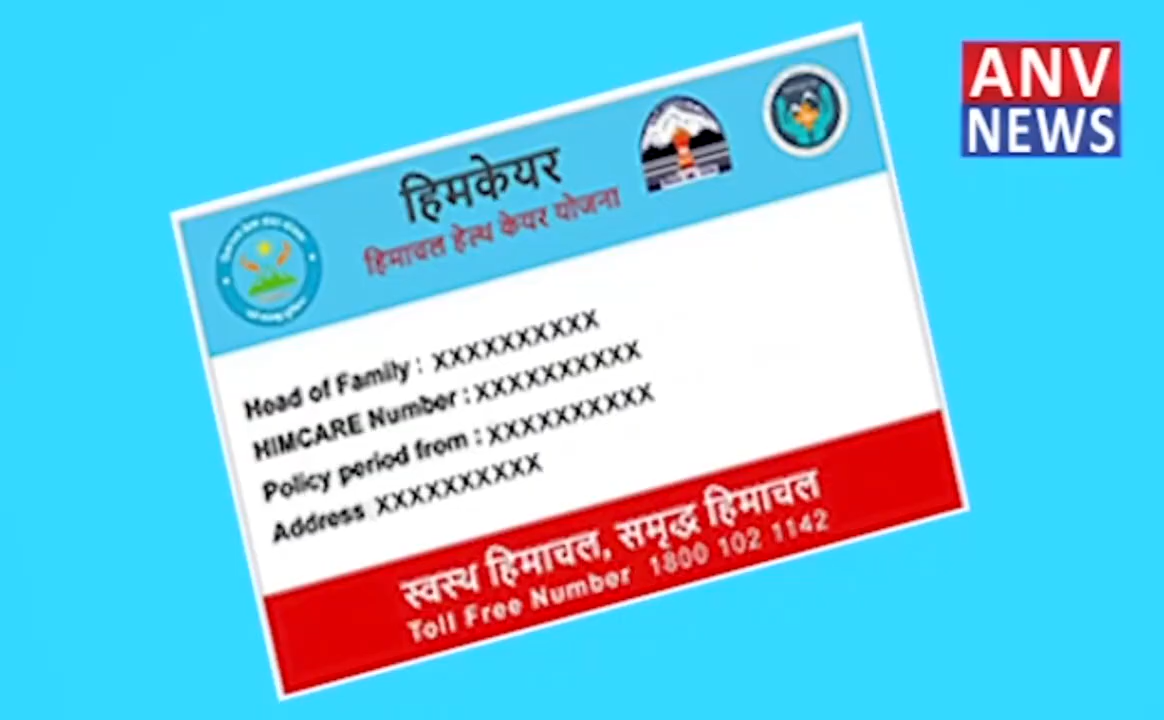 ANV
NEWS
हिमकेयर
हिमाचल हेल्थ केयर योजना
Head of Family : XXXXXXXXXX
HIMCARE Number : XXXXXXXXXX
Policy period from : XXXXXXXXXX
Address XXXXXXXXXX
स्वस्थ हिमाचल, समृद्ध हिमाचल
Toll Free Number 1800 102 1142